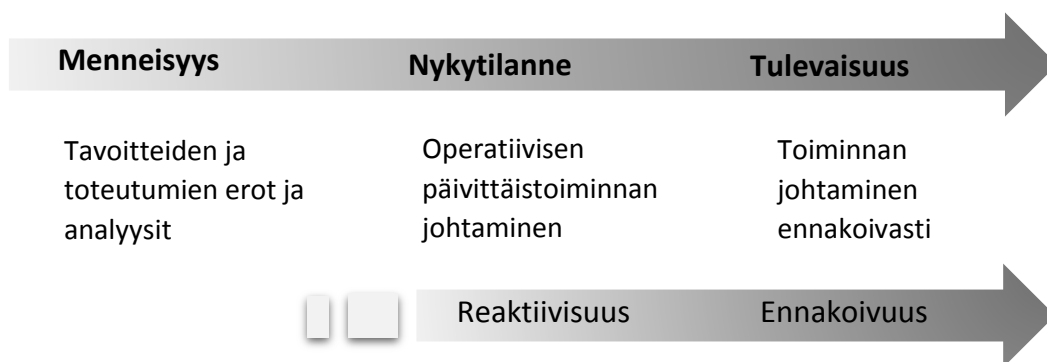 Menneisyys
Nykytilanne
Tulevaisuus
Tavoitteiden ja
toteutumien erot ja
analyysit
Operatiivisen
päivittäistoiminnan
johtaminen
Toiminnan
johtaminen
ennakoivasti
Reaktiivisuus
Ennakoivuus